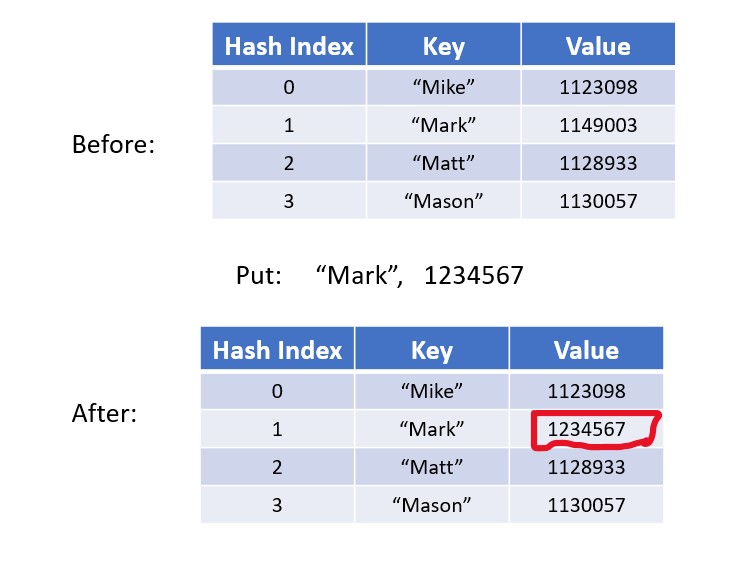 Hash Index Key Value
0 “Mike” 1123098
1 “Mark” 1149003
Before:
2 “Matt” 1128933
3 “Mason” 1130057
Put: “Mark”, 1234567
Hash Index Key Value
0 “Mike” 1123098
After:
1 “Mark” 1234567
2 “Matt” 1128933
3 “Mason” 1130057